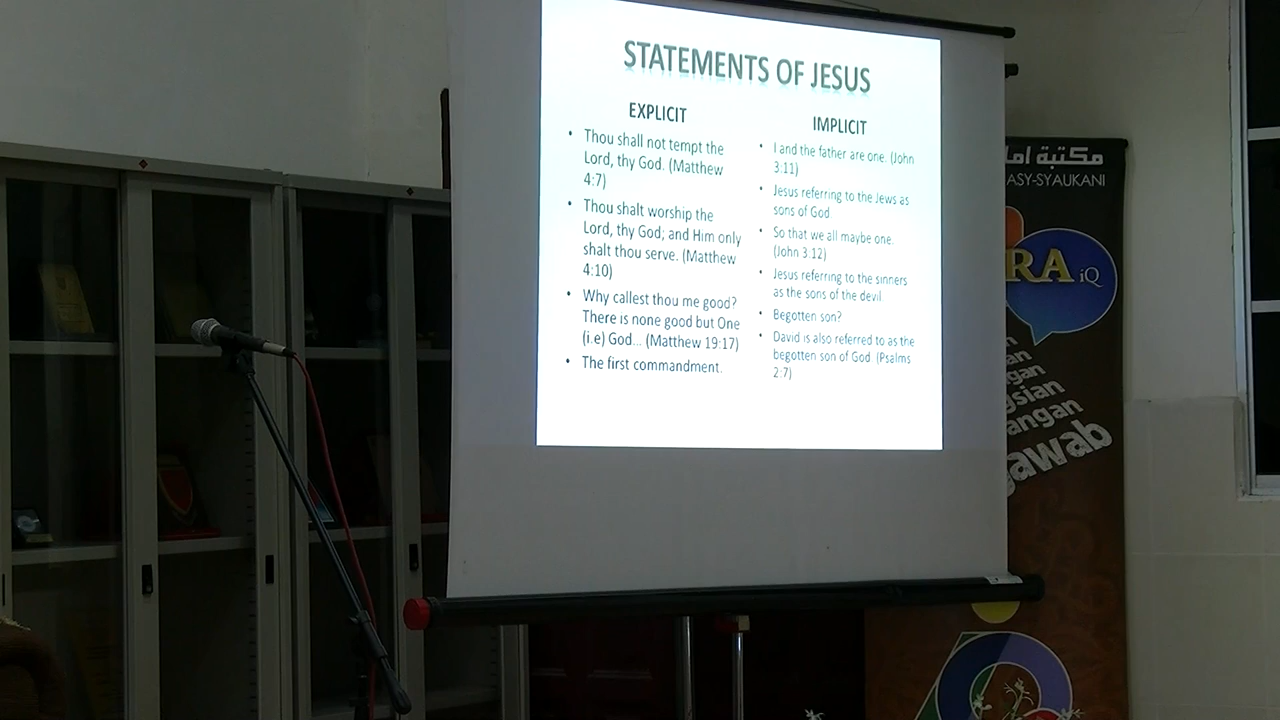 STATEMENTS OF JESUS
EXPLICIT
• Thou shall not tempt the
Lord, thy God. (Matthew
4:7)
• Thou shalt worship the
Lord, thy God; and Him only
shalt thou serve. (Matthew
4:10)
• Why callest thou me good?
There is none good but One
(i.e) God... (Matthew 19:17)
• The first commandment.
IMPLICIT
• I and the father are one. (John
3:11)
• Jesus referring to the Jews as
sons of God.
• So that we all maybe one.
(John 3:12)
• Jesus referring to the sinners
as the sons of the devil.
• Begotten son?
• David is also referred to as the
begotten son of God. (Psalms
2:7)
مكتبة
ASY-SYAUKANI
RA iQ